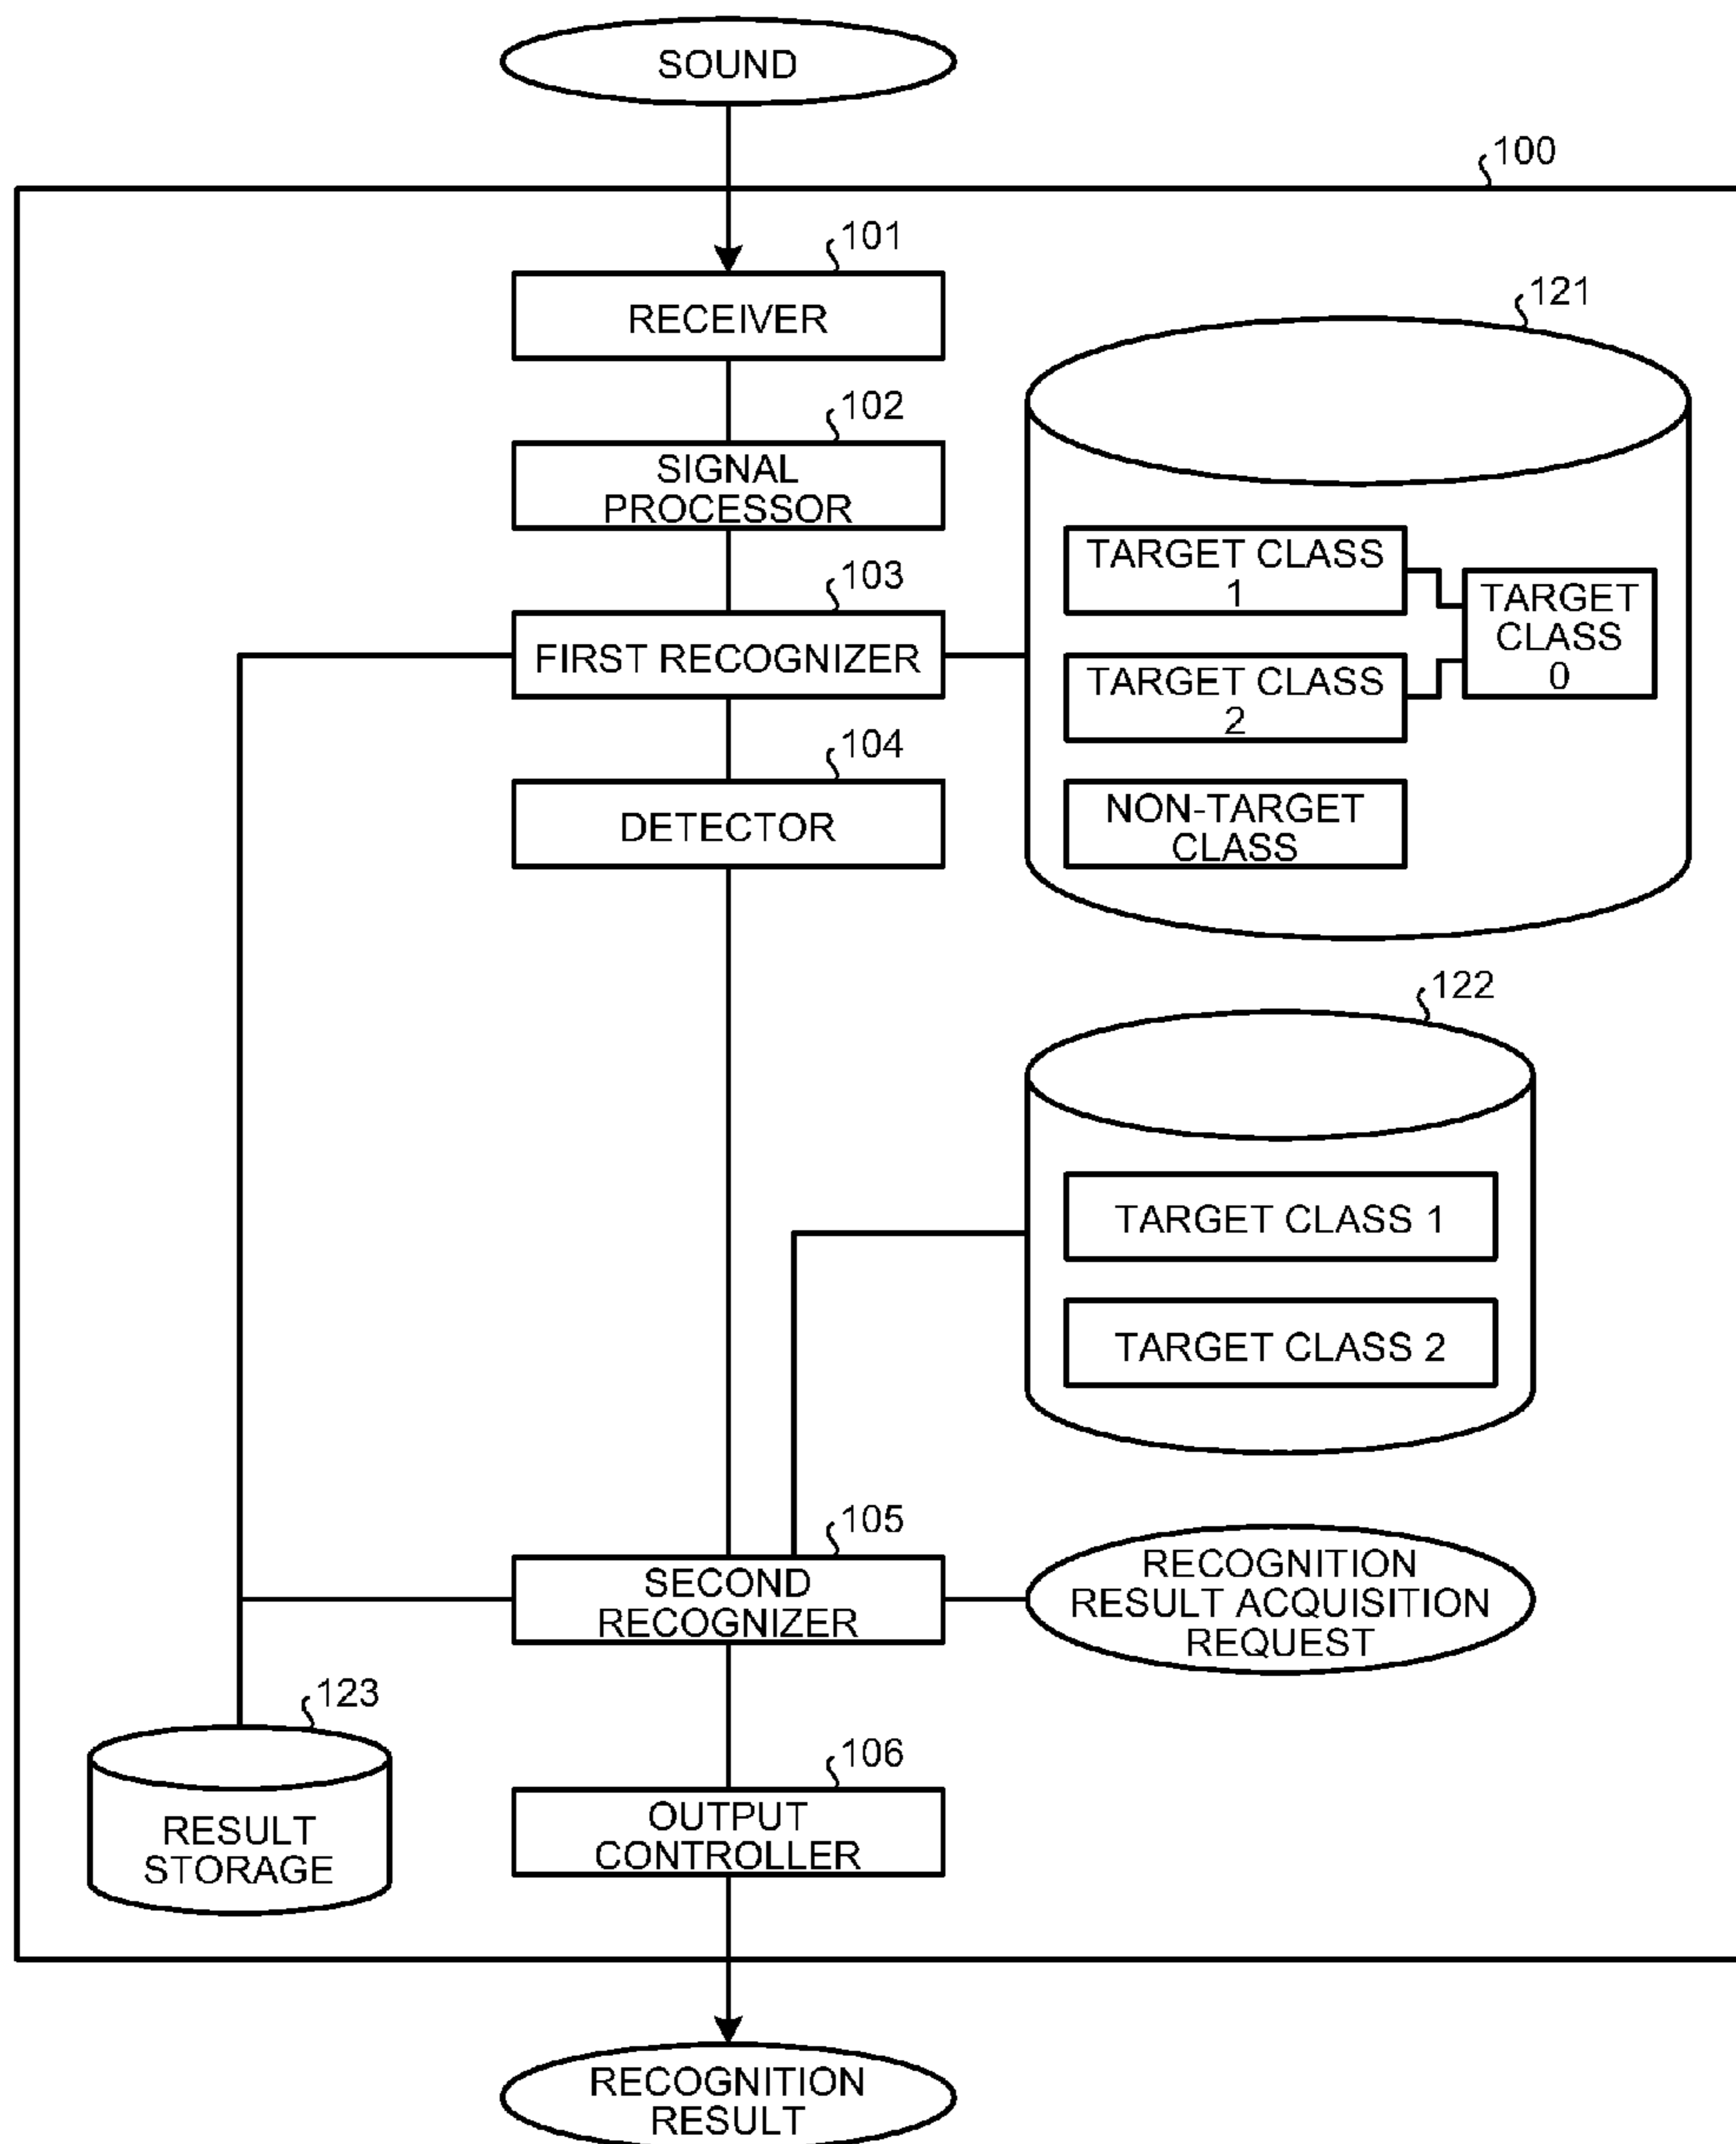 SOUND
100
101
RECEIVER
121
102
SIGNAL
PROCESSOR
TARGET CLASS
1
103
TARGET
CLASS
0
FIRST RECOGNIZER
TARGET CLASS
2
104
DETECTOR
NON-TARGET
CLASS
122
TARGET CLASS 1
TARGET CLASS 2
105
SECOND
RECOGNIZER
RECOGNITION
RESULT ACQUISITION
REQUEST
123
RESULT
STORAGE
106
OUTPUT
CONTROLLER
RECOGNITION
RESULT